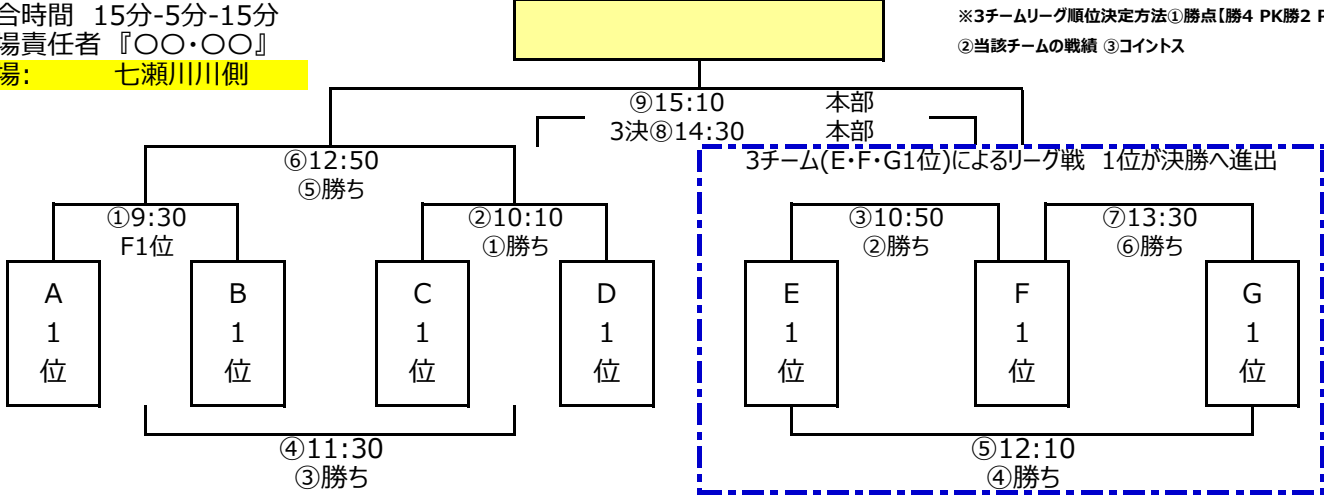 合時間 15分-5分-15分
場責任者『〇〇・〇〇』
場: 七瀬川川側
※3チームリーグ順位決定方法①勝点【勝4 PK勝2 P
②当該チームの戦績 ③コイントス
⑨15:10 本部
3決⑧14:30 本部
3チーム(E・F・G1位)によるリーグ戦 1位が決勝へ進出
⑥12:50
⑤勝ち
①9:30
F1位
②10:10
①勝ち
③10:50
②勝ち
⑦13:30
⑥勝ち
A
1
位
B
1
位
C
1
位
D
1
位
E
1
位
F
1
位
G
1
位
④11:30
③勝ち
⑤12:10
④勝ち